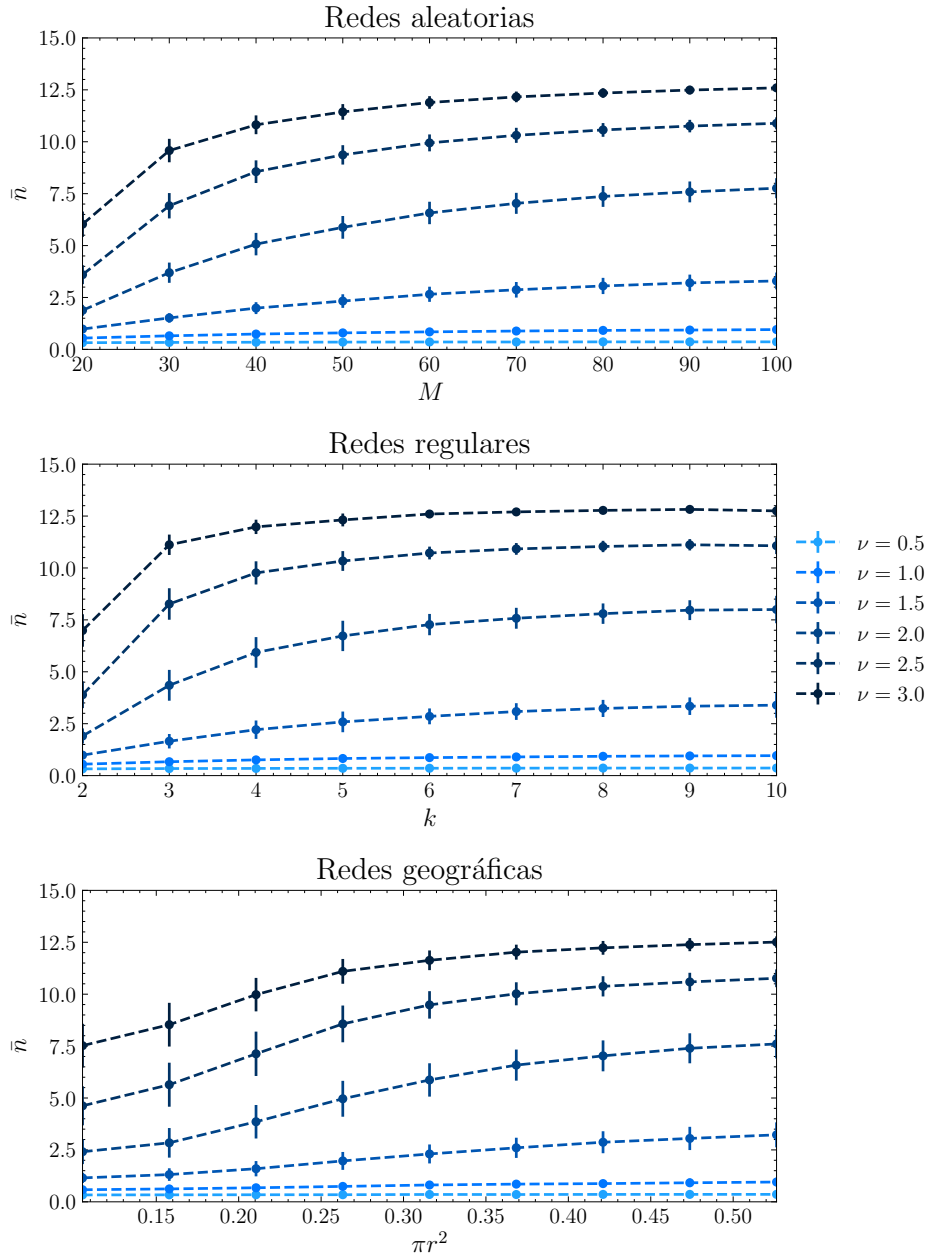 Redes aleatorias
15.0
12.5
10.0
7.5
5.0
2.5
0.0
n̄
20 30 40 50 60 70 80 90 100
M
Redes regulares
15.0
12.5
10.0
7.5
5.0
2.5
0.0
n̄
2 3 4 5 6 7 8 9 10
k
ν = 0.5
ν = 1.0
ν = 1.5
ν = 2.0
ν = 2.5
ν = 3.0
Redes geográficas
15.0
12.5
10.0
7.5
5.0
2.5
0.0
n̄
0.15 0.20 0.25 0.30 0.35 0.40 0.45 0.50
πr²